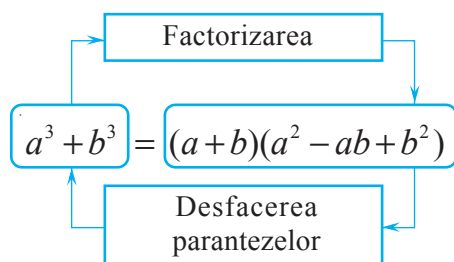 Factorizarea
a³ + b³ = (a + b)(a² − ab + b²)
Desfacerea
parantezelor